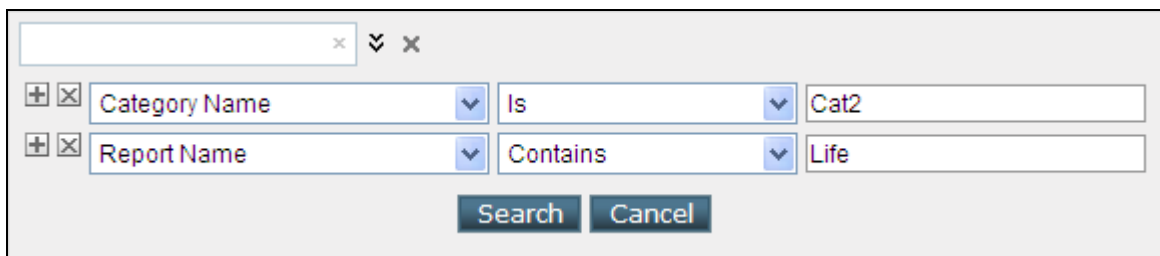 Category Name Is Cat2
Report Name Contains Life
Search Cancel